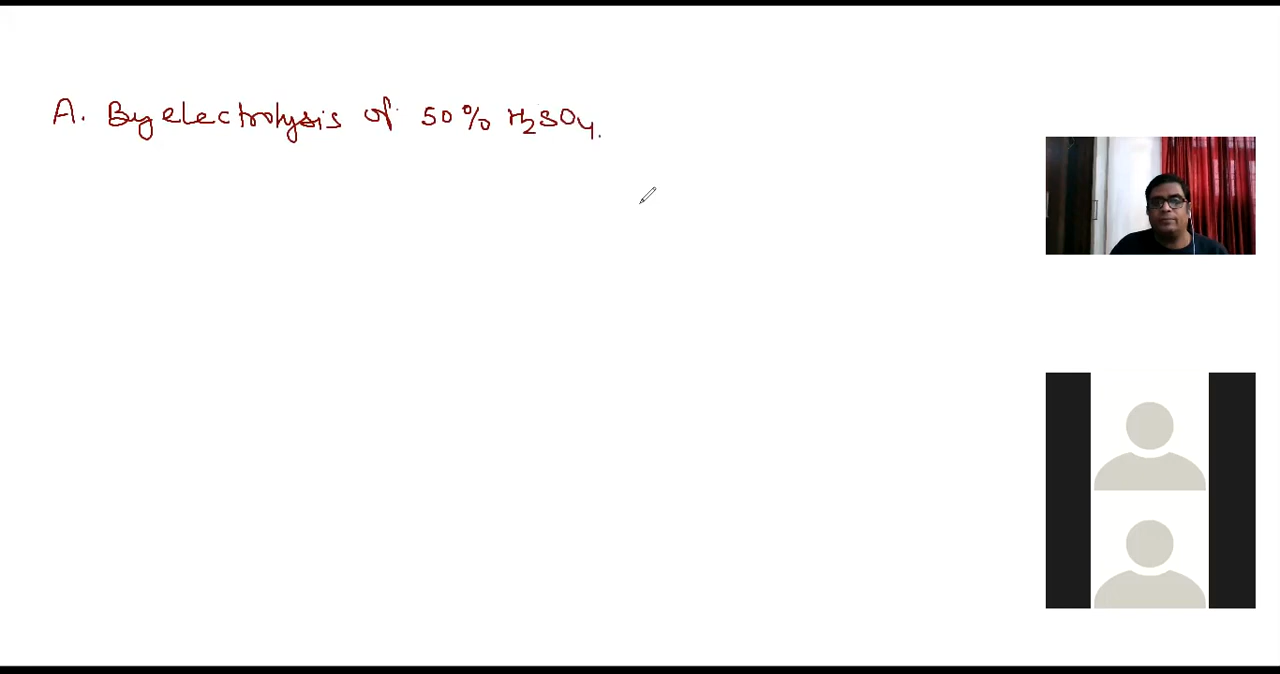 A. By electrolysis of 50% H₂SO₄.